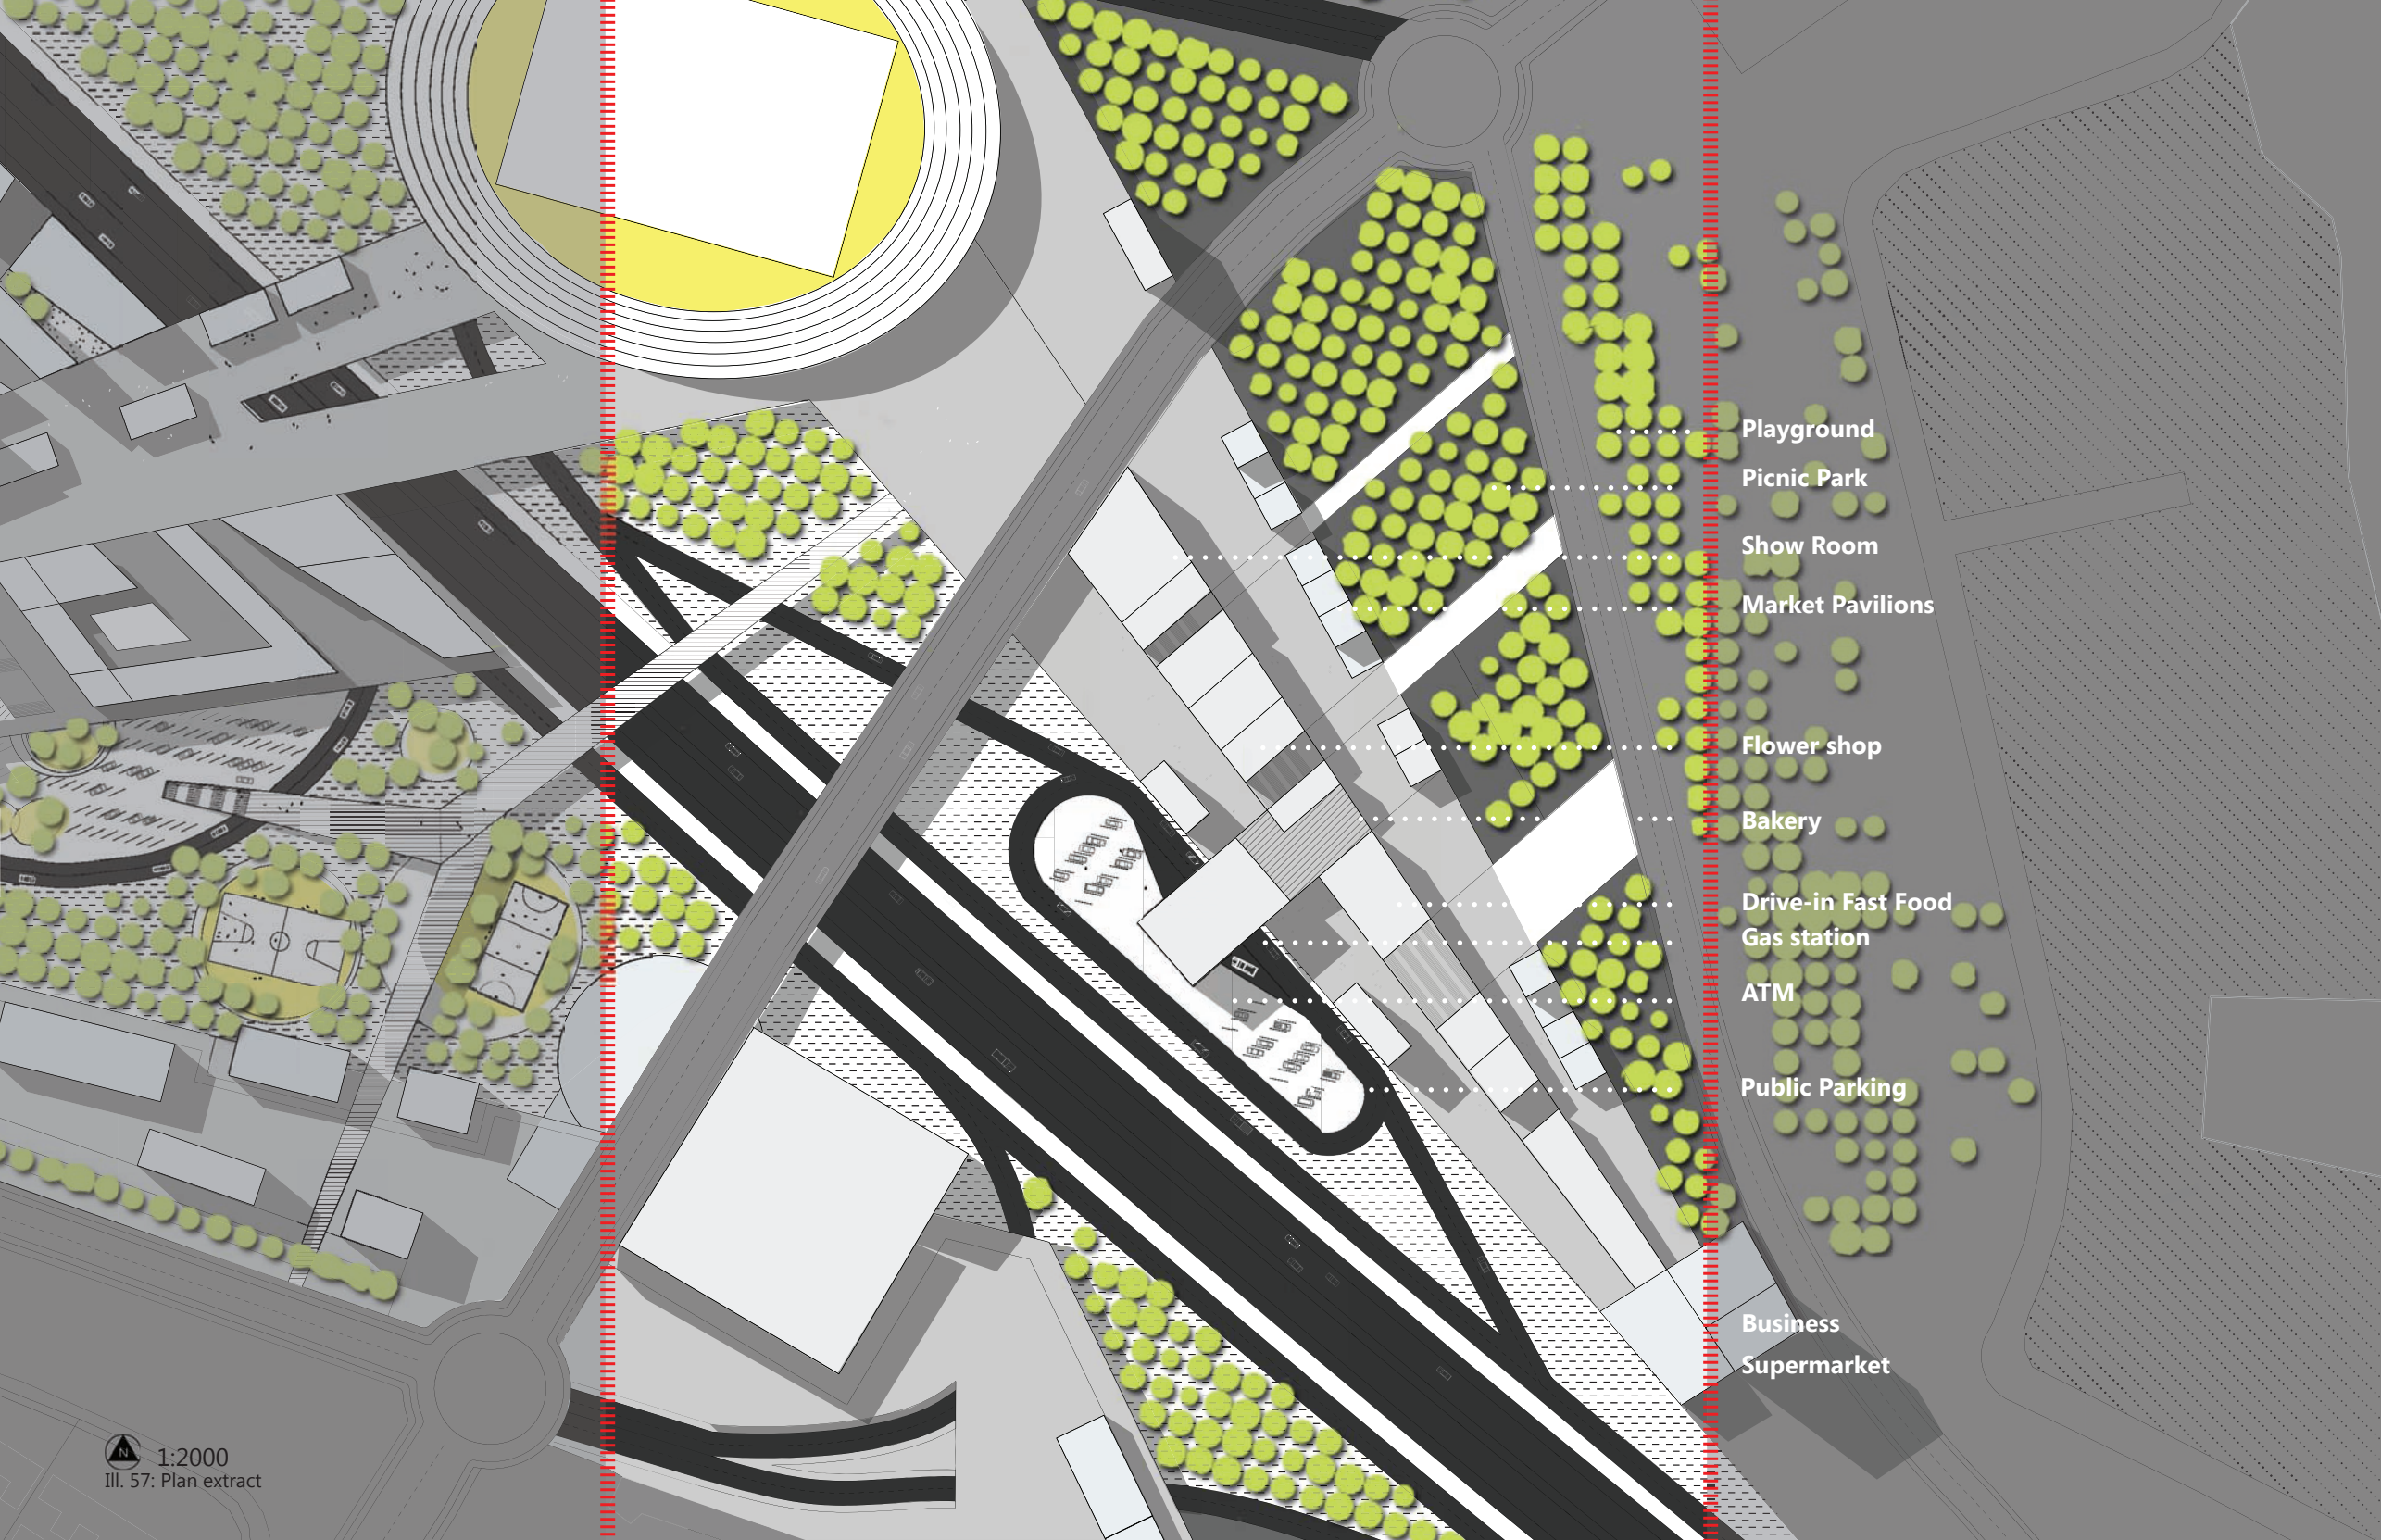 Playground
Picnic Park
Show Room
Market Pavilions
Flower shop
Bakery
Drive-in Fast Food
Gas station
ATM
Public Parking
Business
Supermarket
N 1:2000
Ill. 57: Plan extract